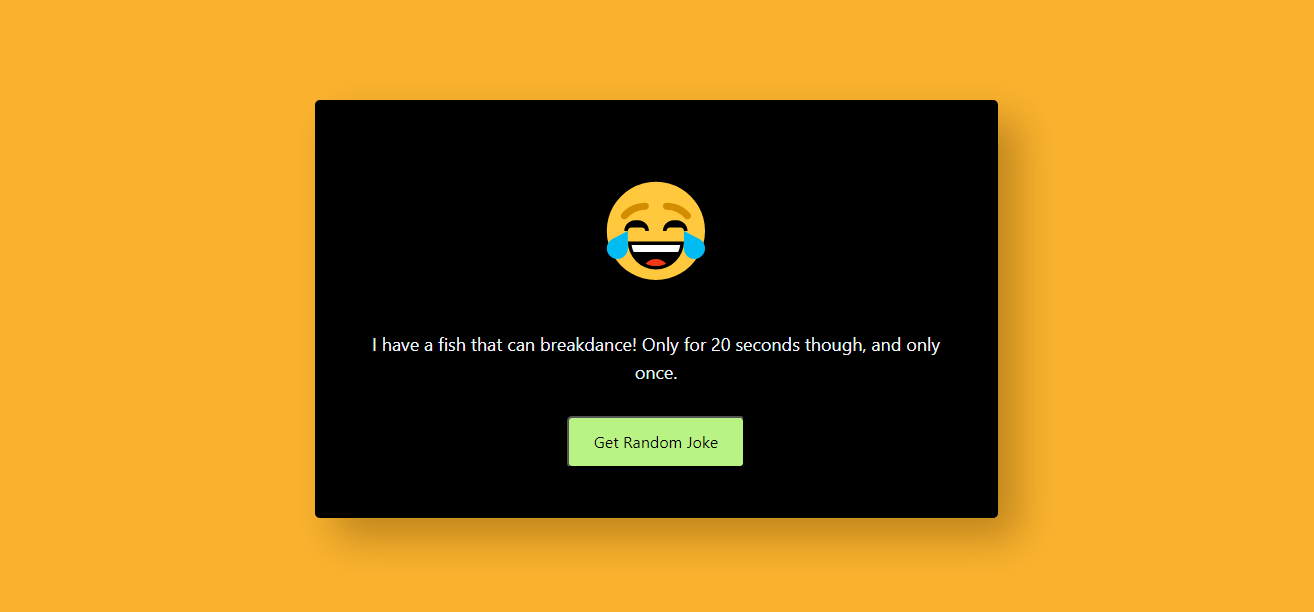 I have a fish that can breakdance! Only for 20 seconds though, and only
once.
Get Random Joke